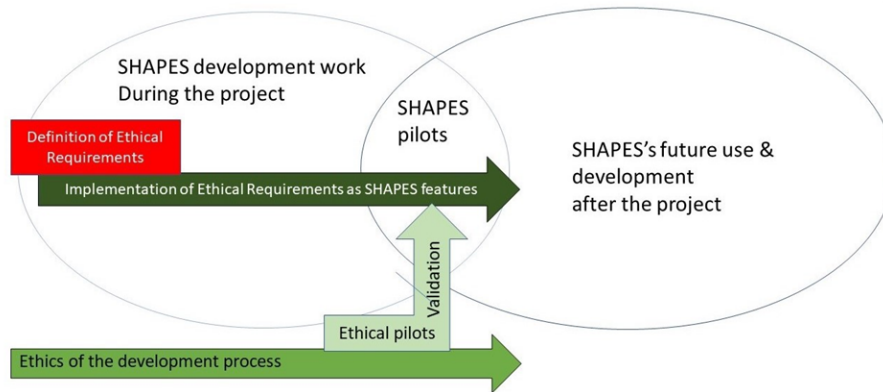 SHAPES development work
During the project
SHAPES
pilots
Definition of Ethical
Requirements
SHAPES's future use &
development
after the project
Implementation of Ethical Requirements as SHAPES features
Validation
Ethical pilots
Ethics of the development process